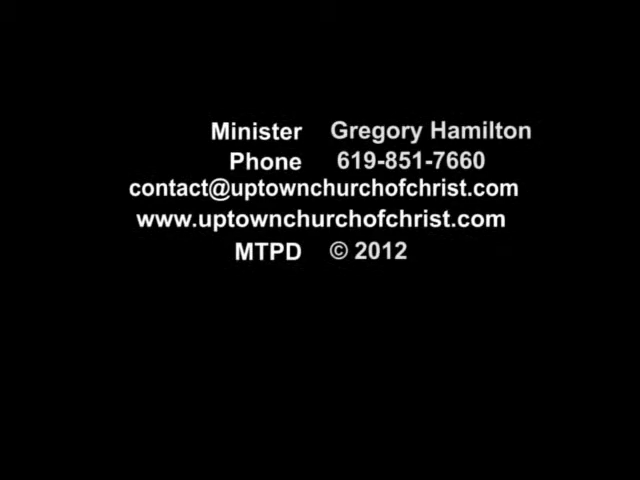 Minister Gregory Hamilton
Phone 619-851-7660
contact@uptownchurchofchrist.com
www.uptownchurchofchrist.com
MTPD © 2012